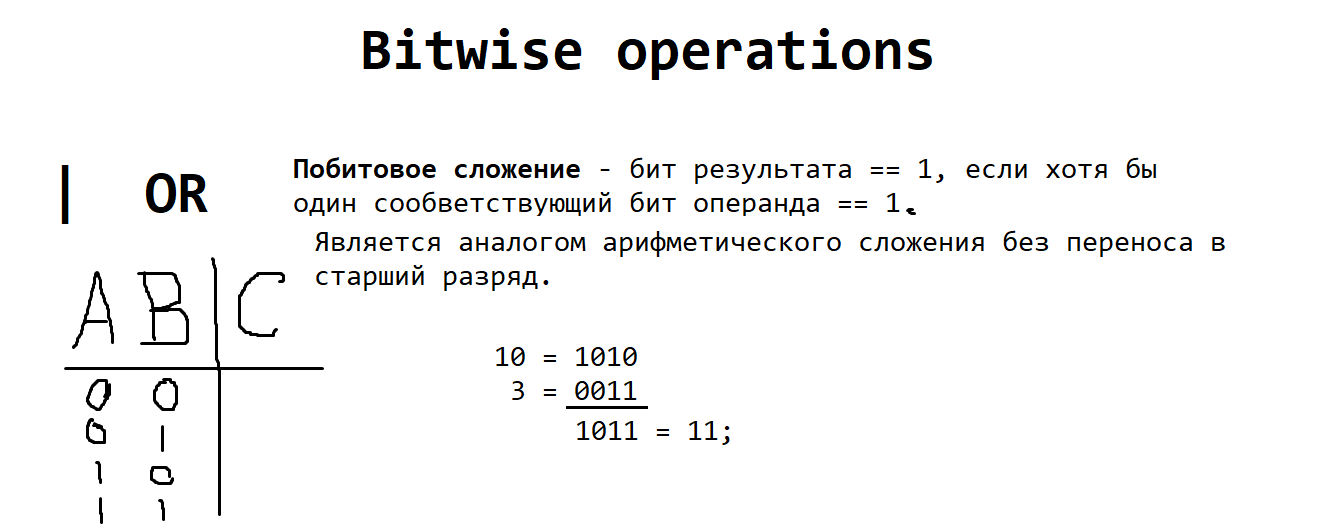 Bitwise operations
| OR
Побитовое сложение - бит результата == 1, если хотя бы
один сообветствующий бит операнда == 1.
Является аналогом арифметического сложения без переноса в
старший разряд.
A B | C
0 0
0 1
1 0
1 1
10 = 1010
3 = 0011
1011 = 11;